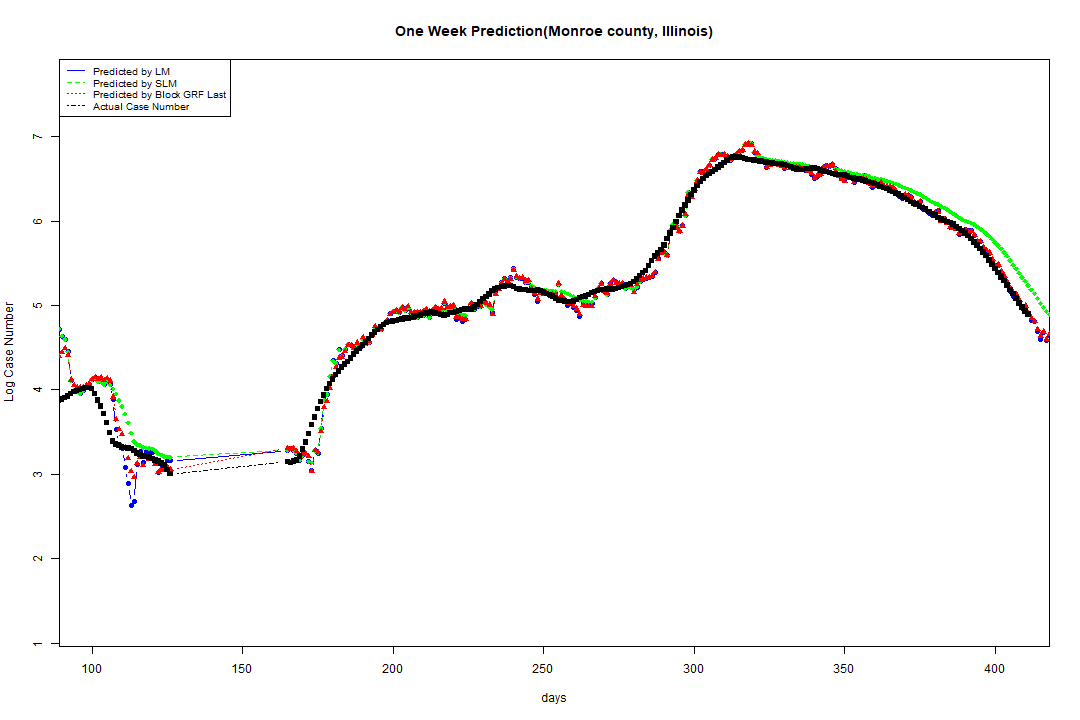 One Week Prediction(Monroe county, Illinois)
Predicted by LM
Predicted by SLM
Predicted by Block GRF Last
Actual Case Number
Log Case Number
7
6
5
4
3
2
1
100 150 200 250 300 350 400
days